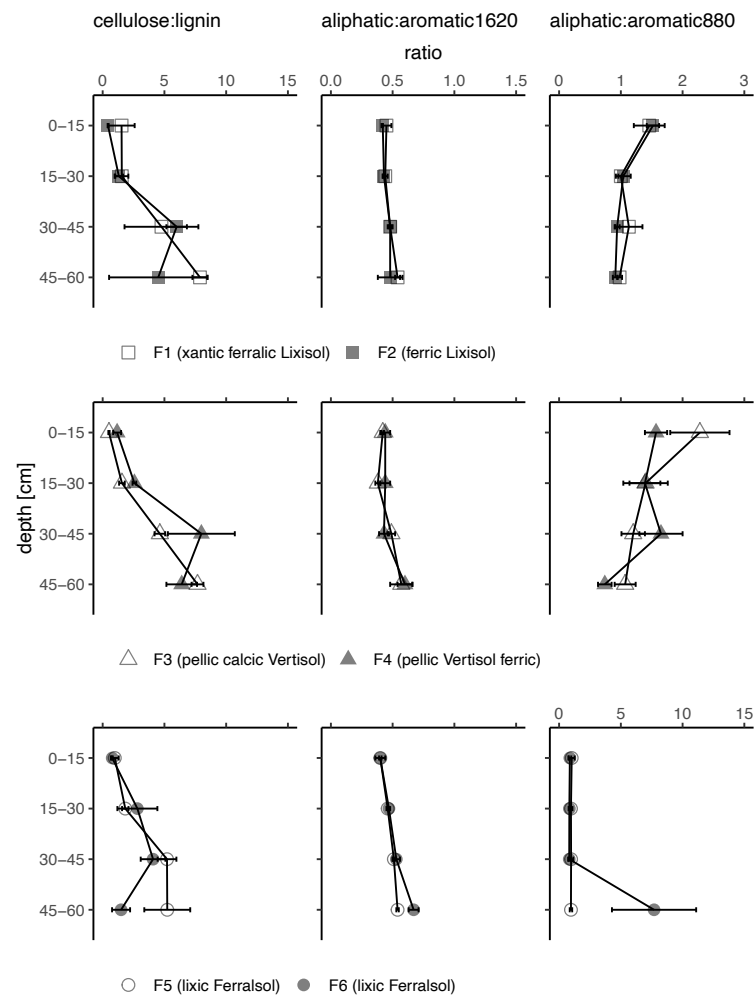 cellulose:lignin aliphatic:aromatic1620 aliphatic:aromatic880
ratio
0 5 10 15 0.0 0.5 1.0 1.5 0 1 2 3
0−15
15−30
30−45
45−60
F1 (xantic ferralic Lixisol) F2 (ferric Lixisol)
depth [cm]
0−15
15−30
30−45
45−60
F3 (pellic calcic Vertisol) F4 (pellic Vertisol ferric)
0 5 10 15
0−15
15−30
30−45
45−60
F5 (lixic Ferralsol) F6 (lixic Ferralsol)